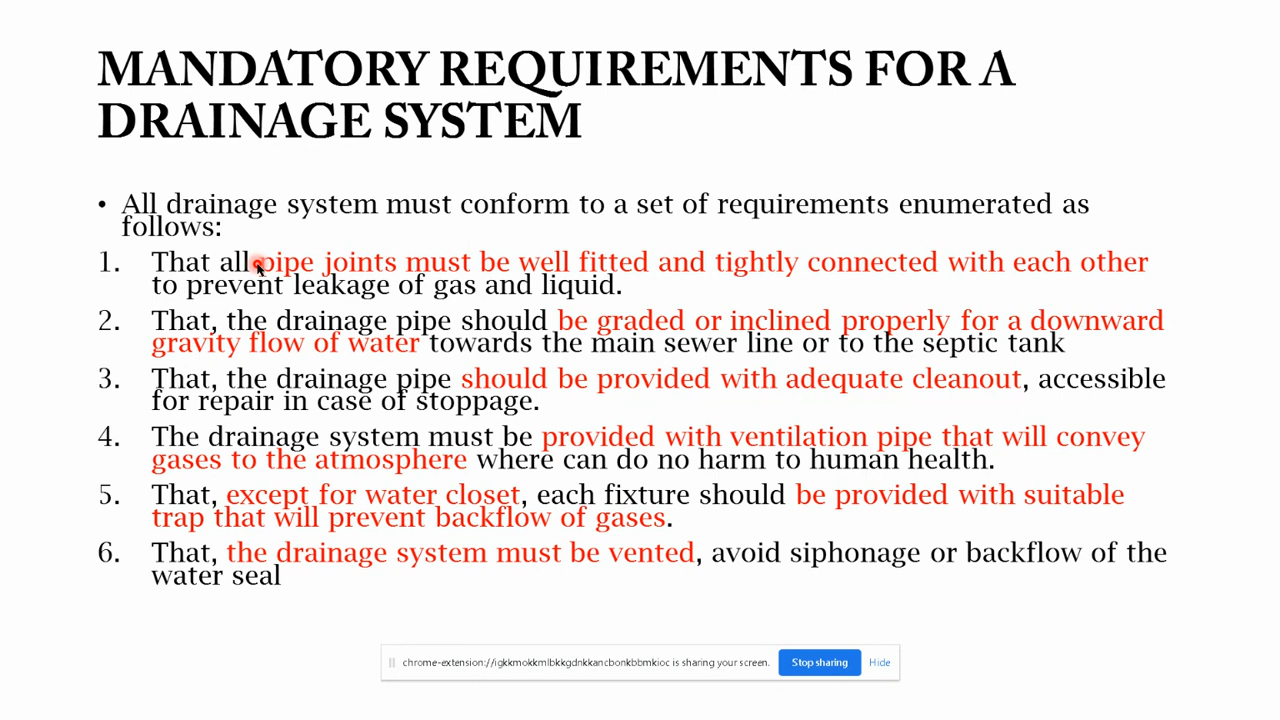 MANDATORY REQUIREMENTS FOR A
DRAINAGE SYSTEM
• All drainage system must conform to a set of requirements enumerated as
follows:
1. That all pipe joints must be well fitted and tightly connected with each other
to prevent leakage of gas and liquid.
2. That, the drainage pipe should be graded or inclined properly for a downward
gravity flow of water towards the main sewer line or to the septic tank
3. That, the drainage pipe should be provided with adequate cleanout, accessible
for repair in case of stoppage.
4. The drainage system must be provided with ventilation pipe that will convey
gases to the atmosphere where can do no harm to human health.
5. That, except for water closet, each fixture should be provided with suitable
trap that will prevent backflow of gases.
6. That, the drainage system must be vented, avoid siphonage or backflow of the
water seal
chrome-extension://igkkmokkmlbkkgdnkkancbonkbbmkioc is sharing your screen. Stop sharing Hide